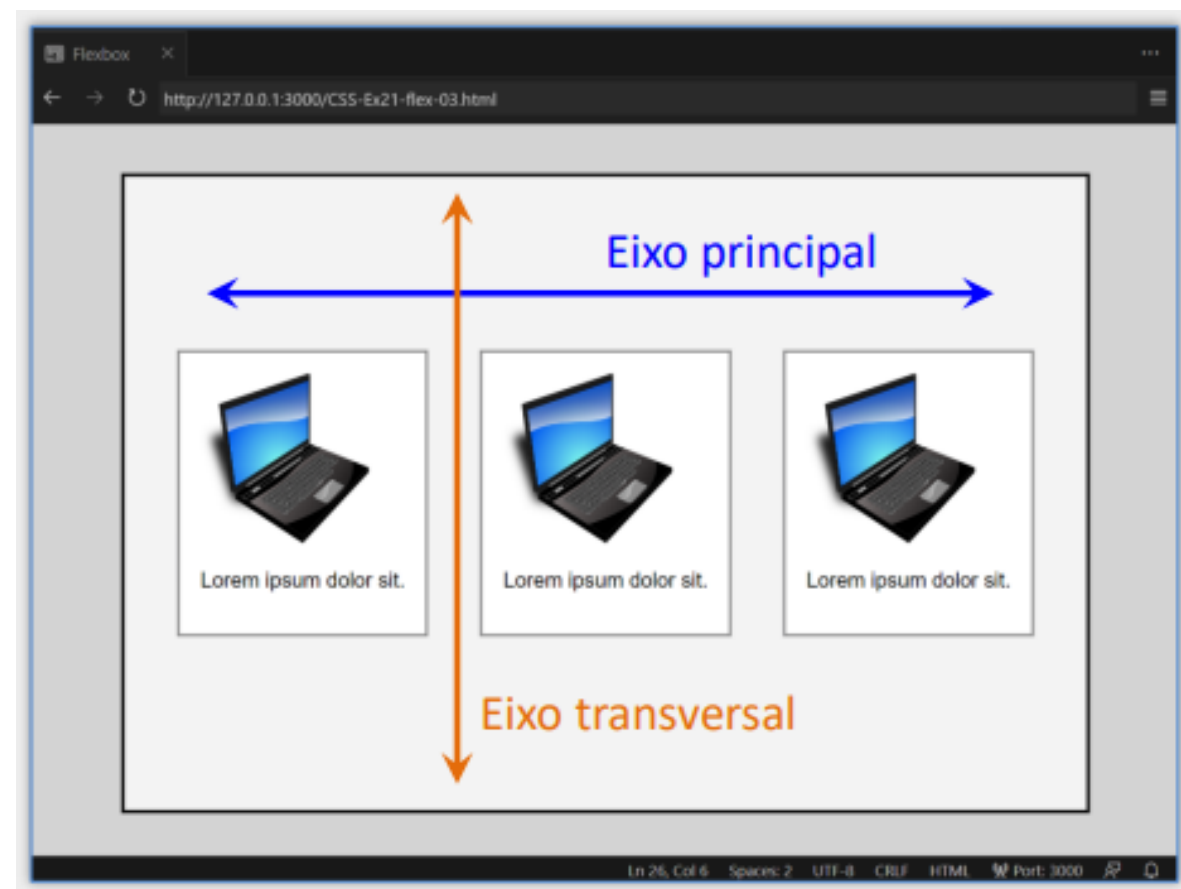 Flexbox
http://127.0.0.1:3000/CSS-Ex21-flex-03.html
Eixo principal
Lorem ipsum dolor sit. Lorem ipsum dolor sit. Lorem ipsum dolor sit.
Eixo transversal
Ln 26, Col 6 Spaces: 2 UTF-8 CRLF HTML Port: 3000